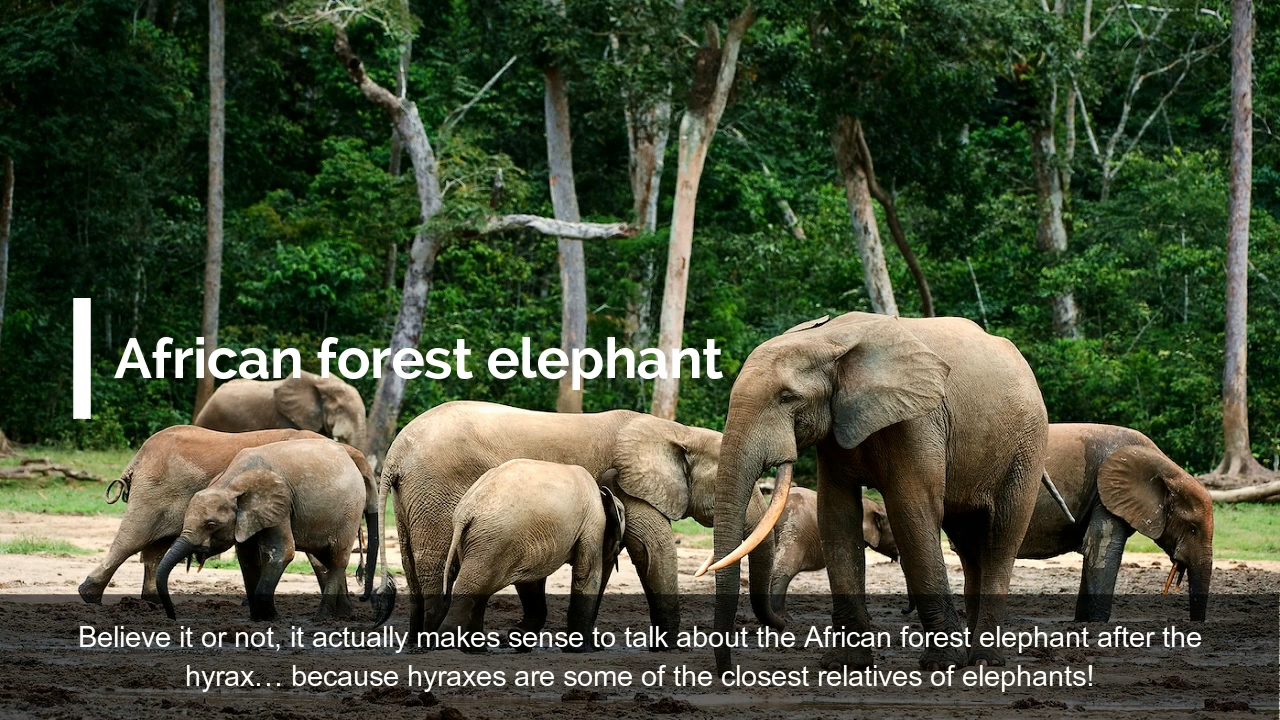 African forest elephant
Believe it or not, it actually makes sense to talk about the African forest elephant after the
hyrax… because hyraxes are some of the closest relatives of elephants!